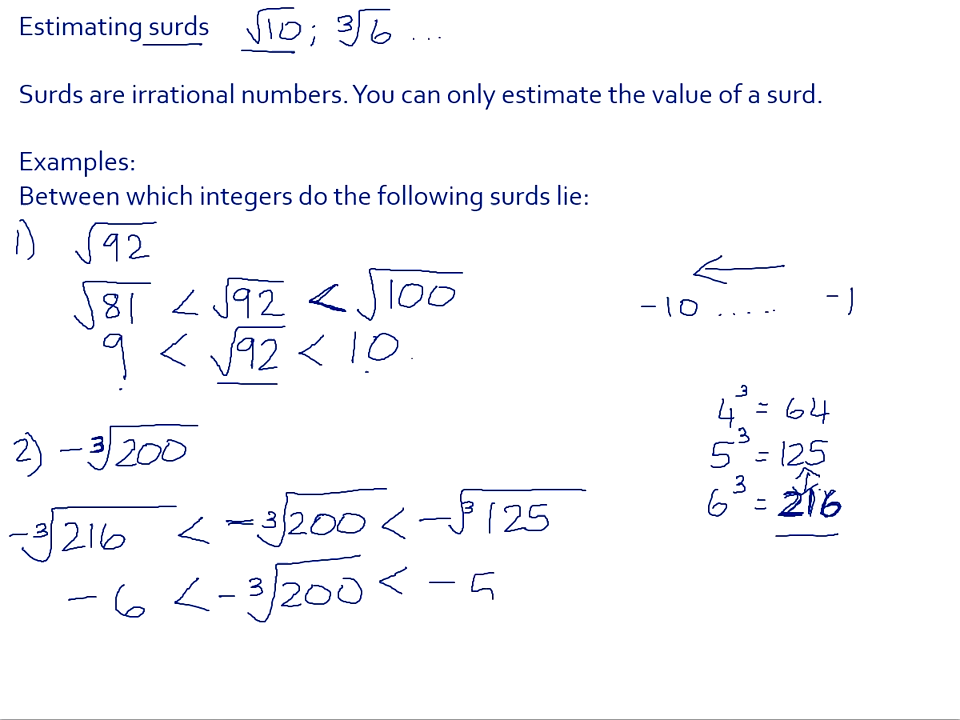 Estimating surds √10 ; ∛6 ...
Surds are irrational numbers. You can only estimate the value of a surd.
Examples:
Between which integers do the following surds lie:
1) √92
√81 < √92 < √100
9 < √92 < 10
-10 ..... -1
2) -∛200
-∛216 < -∛200 < -∛125
-6 < -∛200 < -5
4³ = 64
5³ = 125
6³ = 216